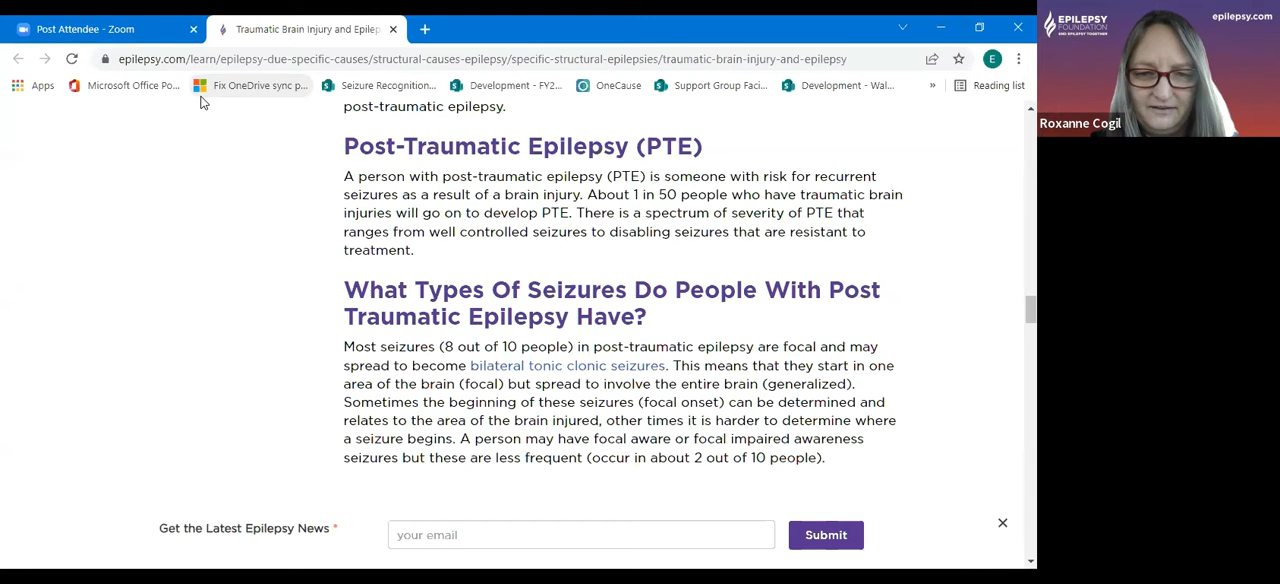 Post Attendee - Zoom
Traumatic Brain Injury and Epilep
epilepsy.com/learn/epilepsy-due-specific-causes/structural-causes-epilepsy/specific-structural-epilepsies/traumatic-brain-injury-and-epilepsy
E
Apps
Microsoft Office Po...
Fix OneDrive sync p...
Seizure Recognition...
Development - FY2...
OneCause
Support Group Faci...
Development - Wal...
»
Reading list
EPILEPSY
FOUNDATION
END EPILEPSY TOGETHER
epilepsy.com
Roxanne Cogil
post-traumatic epilepsy.
Post-Traumatic Epilepsy (PTE)
A person with post-traumatic epilepsy (PTE) is someone with risk for recurrent
seizures as a result of a brain injury. About 1 in 50 people who have traumatic brain
injuries will go on to develop PTE. There is a spectrum of severity of PTE that
ranges from well controlled seizures to disabling seizures that are resistant to
treatment.
What Types Of Seizures Do People With Post
Traumatic Epilepsy Have?
Most seizures (8 out of 10 people) in post-traumatic epilepsy are focal and may
spread to become bilateral tonic clonic seizures. This means that they start in one
area of the brain (focal) but spread to involve the entire brain (generalized).
Sometimes the beginning of these seizures (focal onset) can be determined and
relates to the area of the brain injured, other times it is harder to determine where
a seizure begins. A person may have focal aware or focal impaired awareness
seizures but these are less frequent (occur in about 2 out of 10 people).
Get the Latest Epilepsy News *
your email
Submit